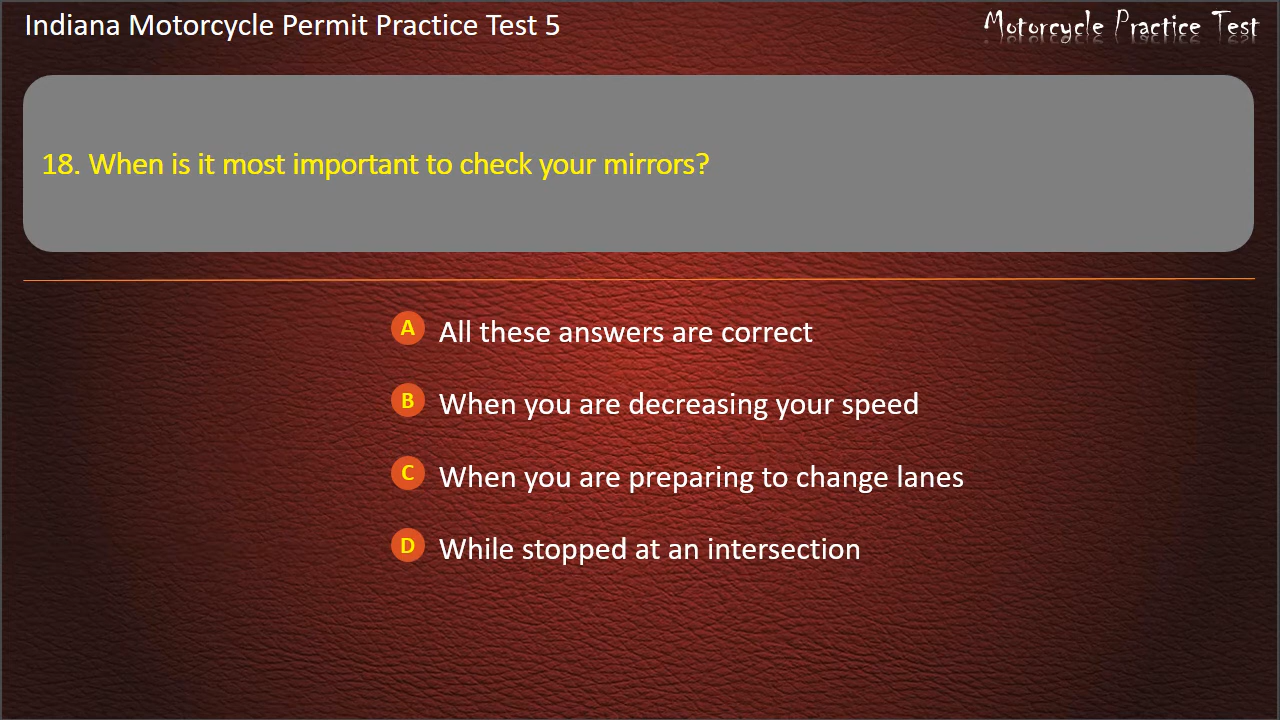 Indiana Motorcycle Permit Practice Test 5
Motorcycle Practice Test
18. When is it most important to check your mirrors?
A All these answers are correct
B When you are decreasing your speed
C When you are preparing to change lanes
D While stopped at an intersection